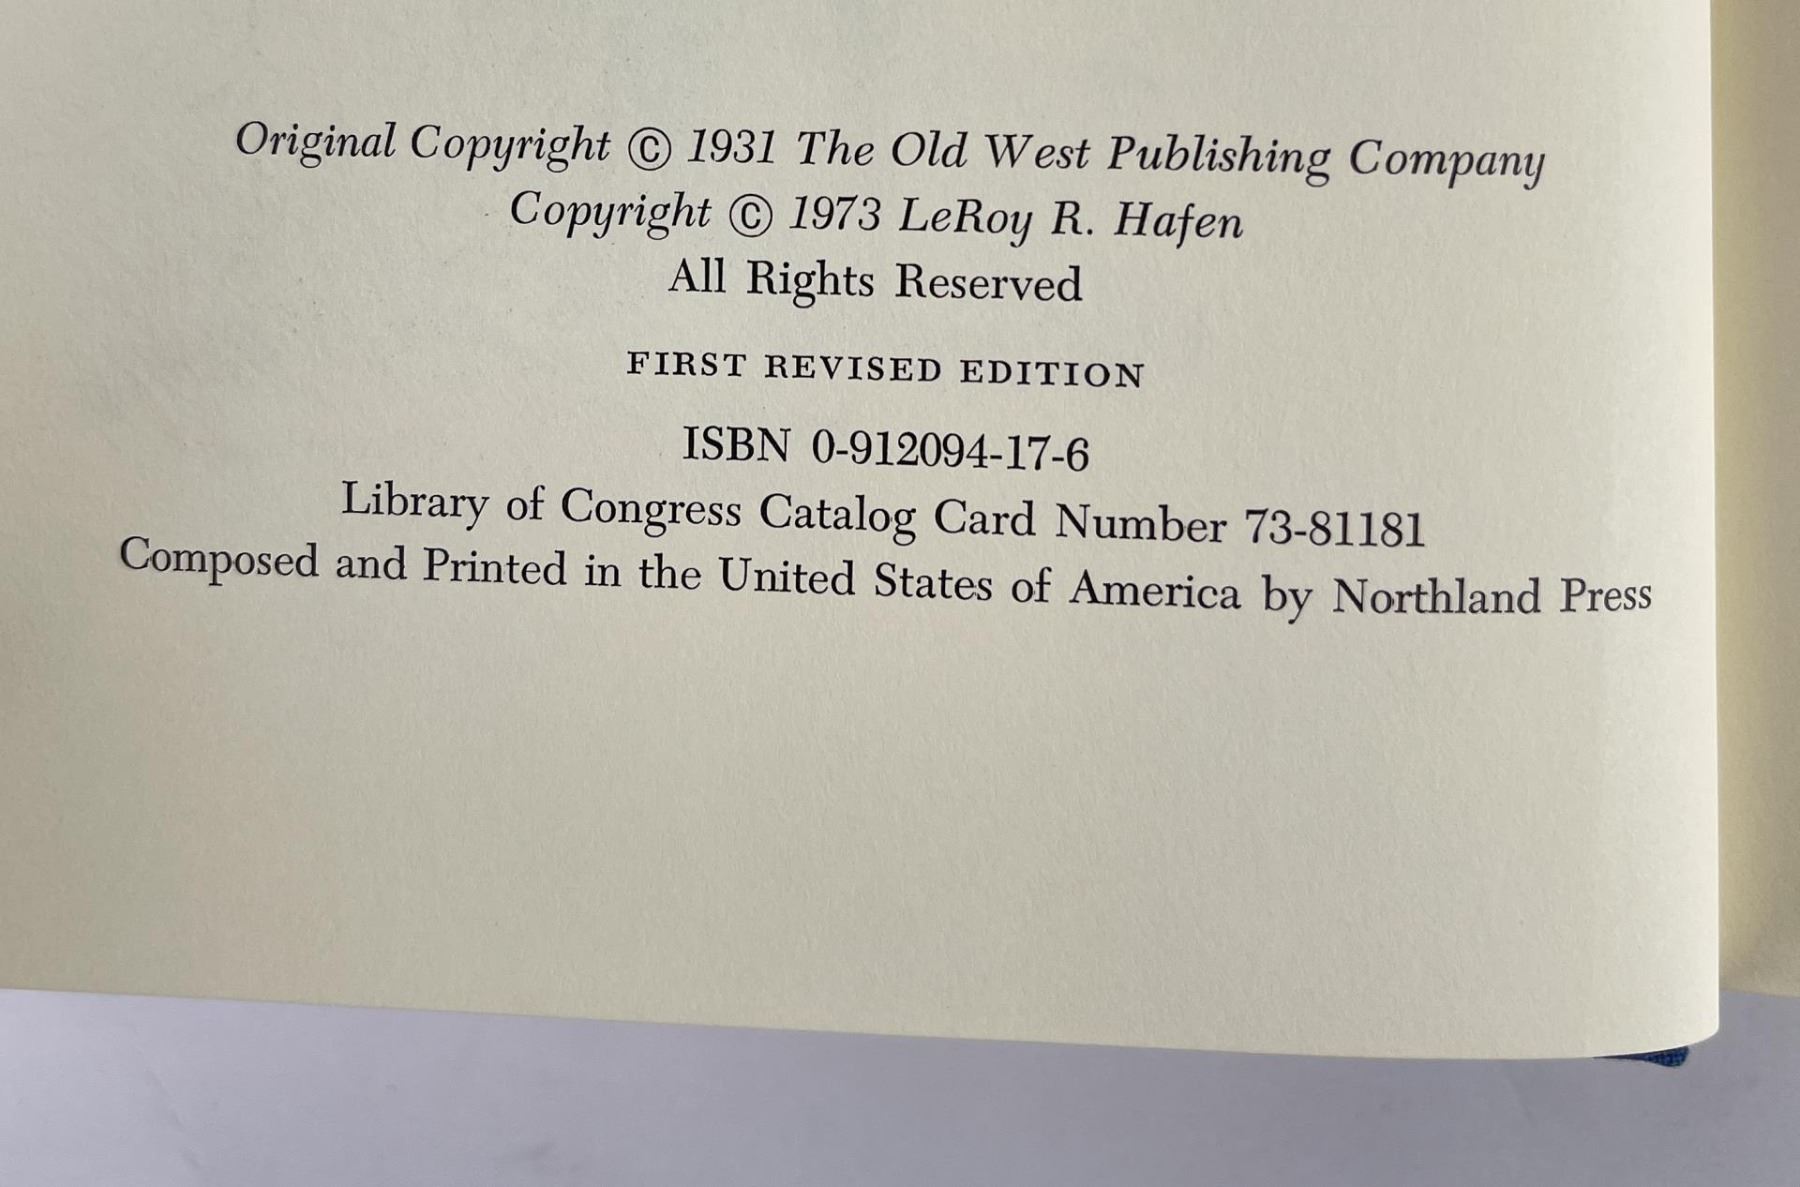 Original Copyright © 1931 The Old West Publishing Company
Copyright © 1973 LeRoy R. Hafen
All Rights Reserved
FIRST REVISED EDITION
ISBN 0-912094-17-6
Library of Congress Catalog Card Number 73-81181
Composed and Printed in the United States of America by Northland Press